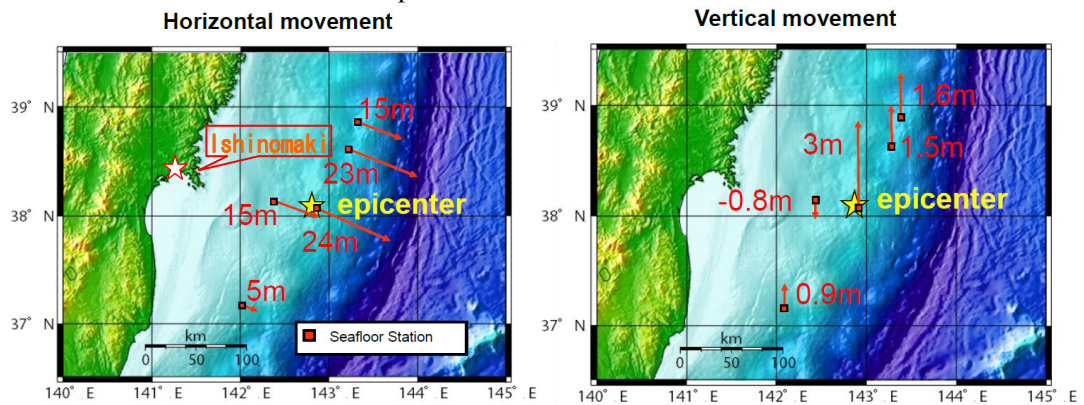 Horizontal movement
39° N
38° N
37° N
15m
Ishinomaki
23m
epicenter
15m
24m
5m
Seafloor Station
km
0 50 100
140°. E 141°. E 142°. E 143°. E 144°. E 145°. E
Vertical movement
39° N
38° N
37° N
1.6m
3m
1.5m
-0.8m
epicenter
0.9m
km
0 50 100
140°. E 141°. E 142°. E 143°. E 144°. E 145°. E